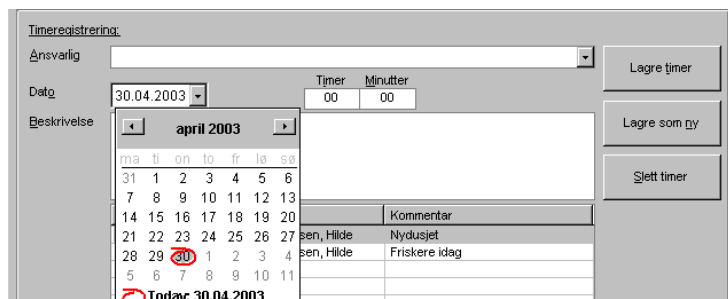 Timeregistrering:
Ansvarlig
Lagre timer
Timer Minutter
Dato 30.04.2003 00 00
Beskrivelse
Lagre som ny
april 2003
ma ti on to fr lø sø
31 1 2 3 4 5 6
Slett timer
7 8 9 10 11 12 13
14 15 16 17 18 19 20 Kommentar
21 22 23 24 25 26 27 sen, Hilde Nydusjet
28 29 30 1 2 3 4 sen, Hilde Friskere idag
5 6 7 8 9 10 11
Today: 30.04.2003